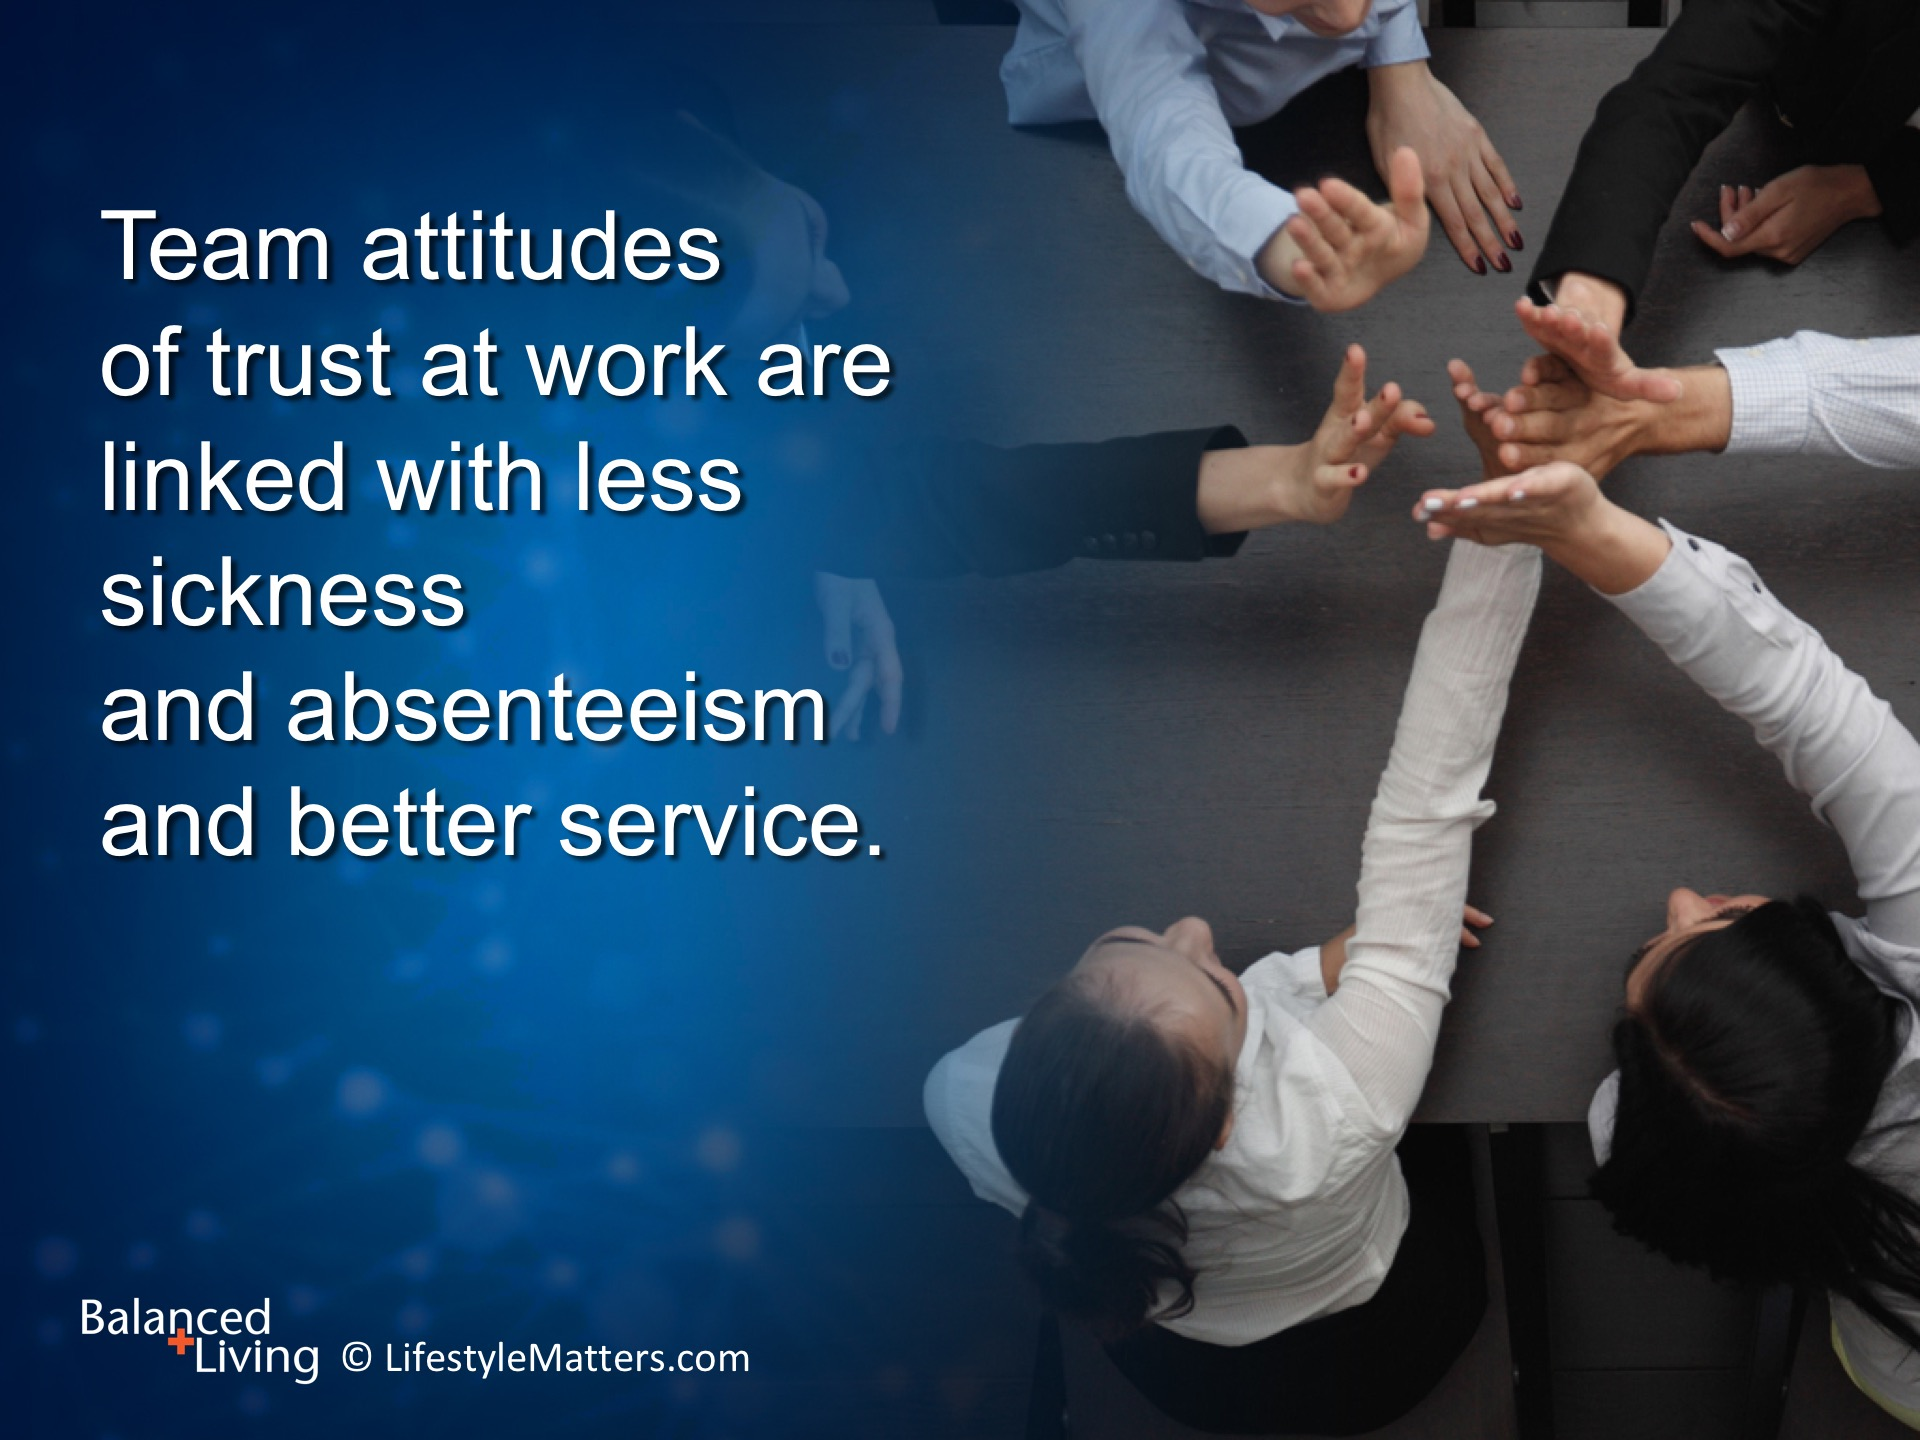 Team attitudes
of trust at work are
linked with less
sickness
and absenteeism
and better service.
Balanced
Living © LifestyleMatters.com